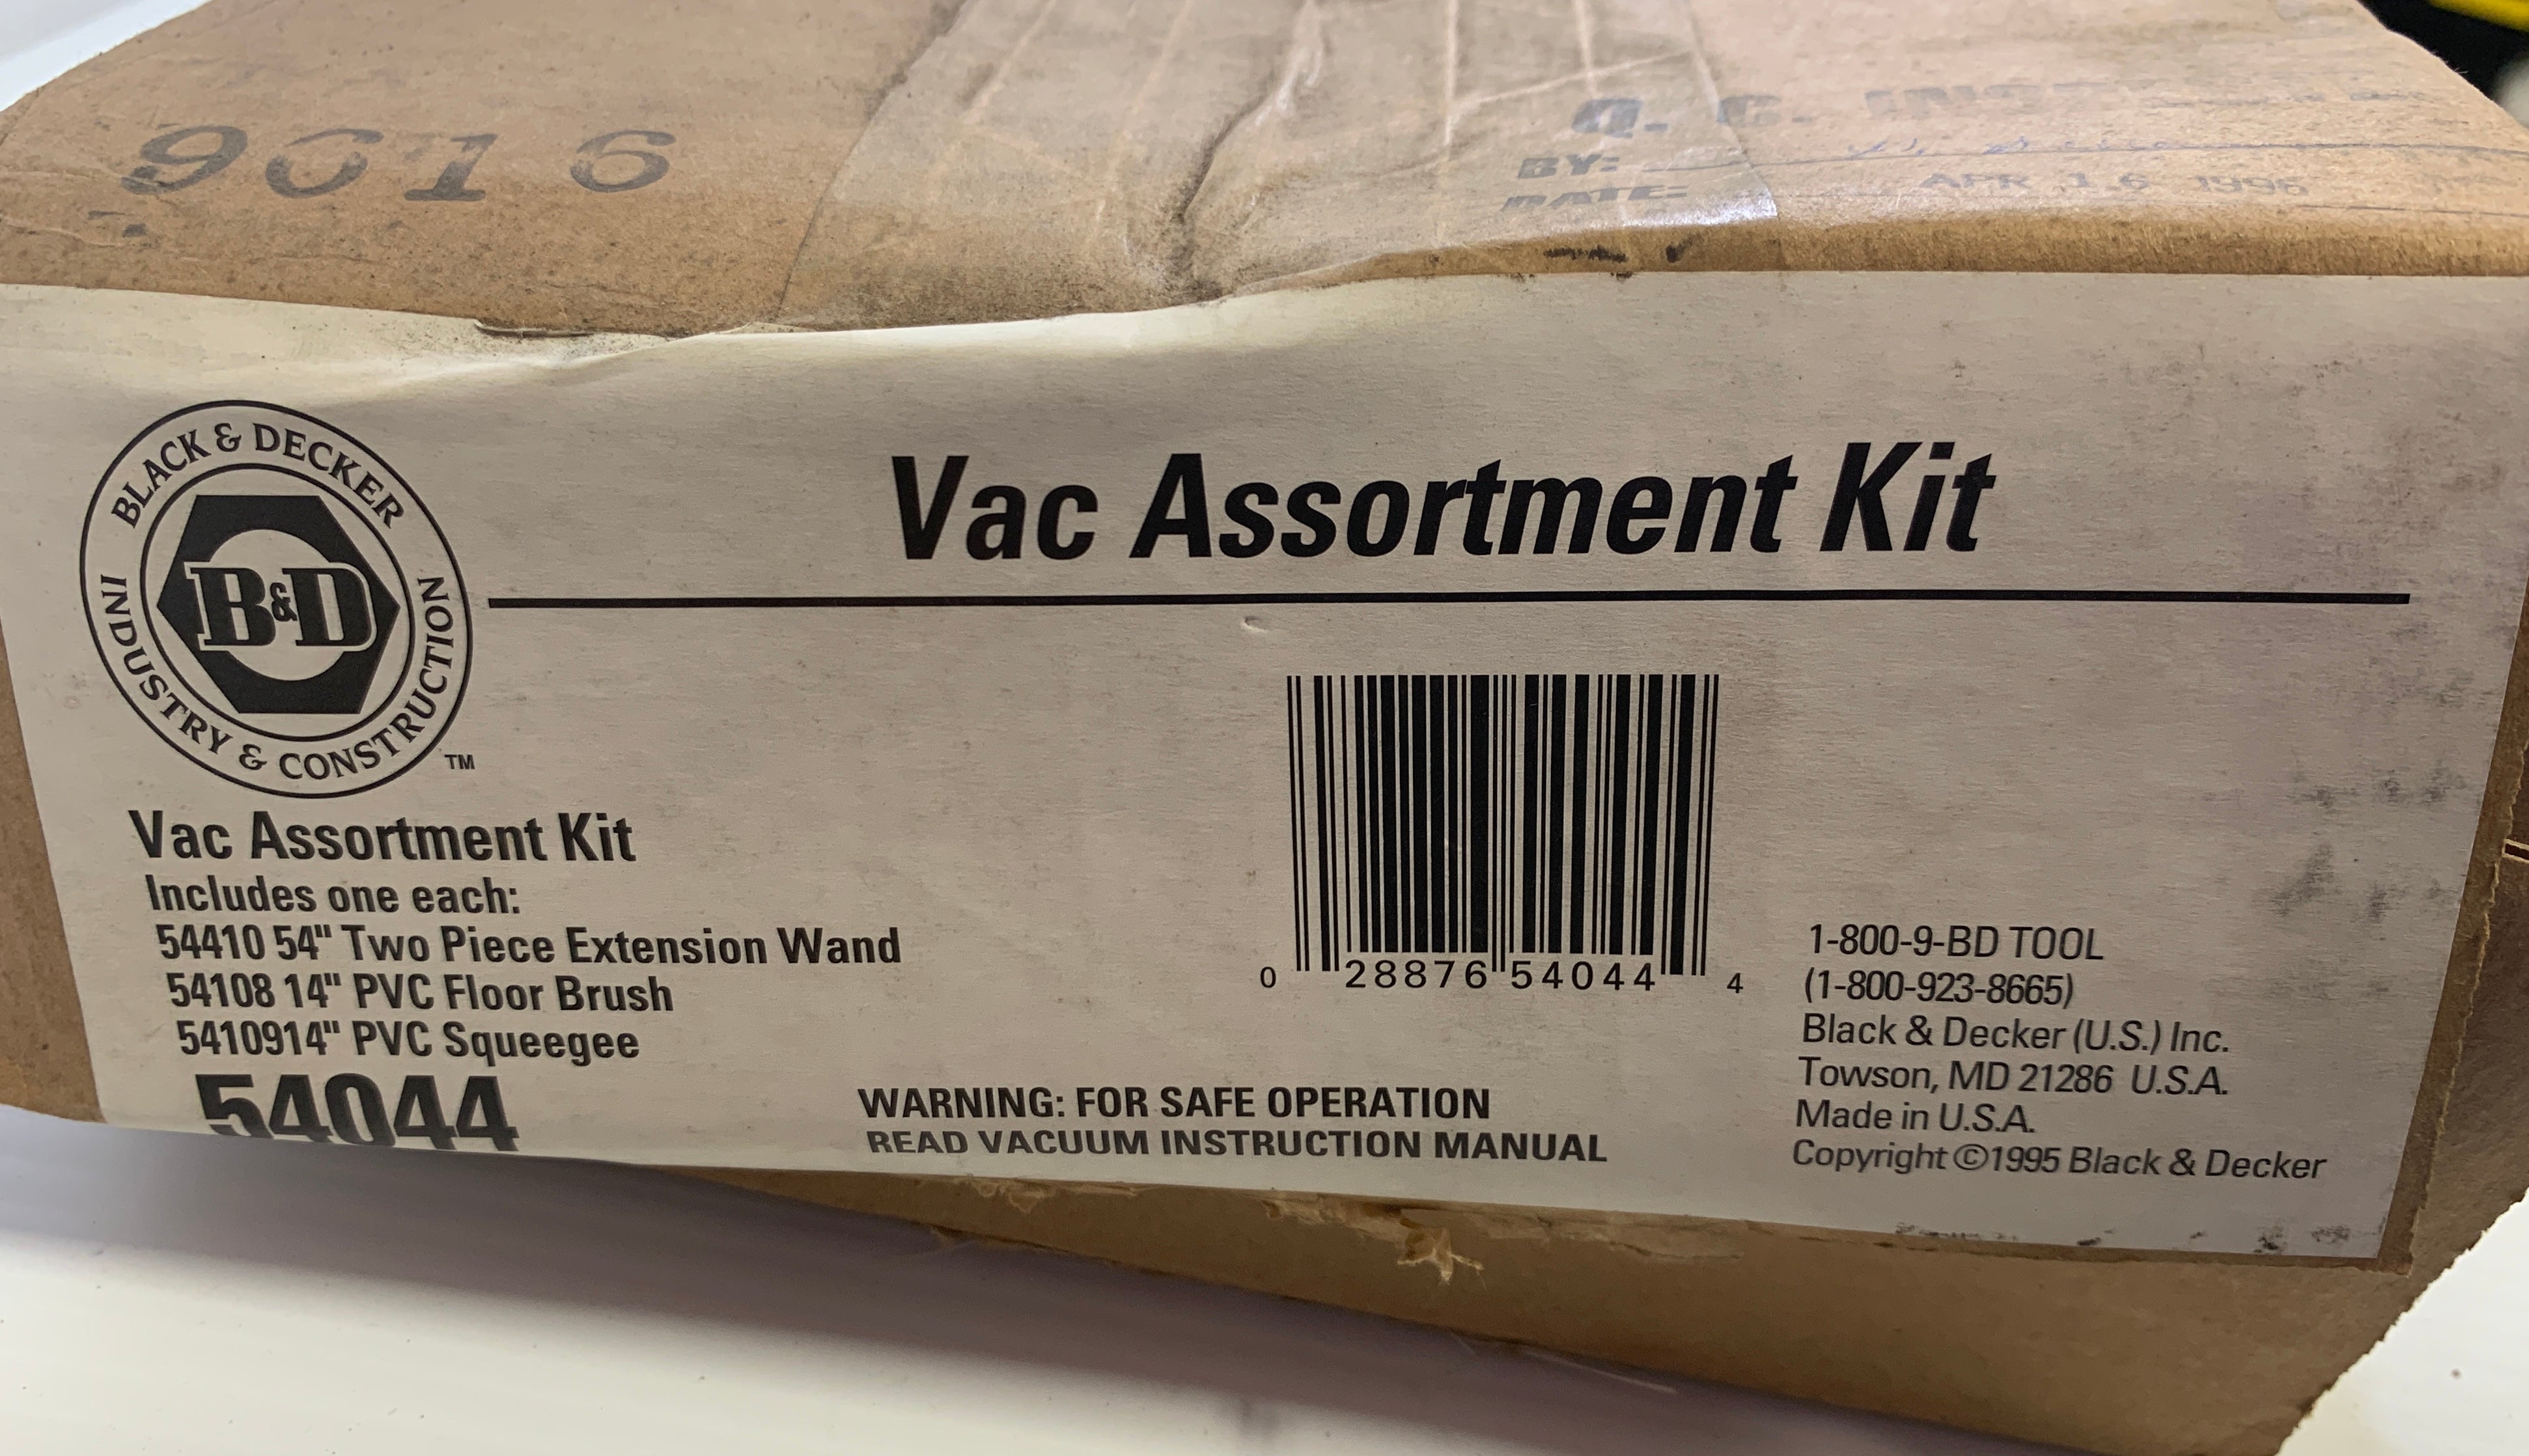 9616
Q. C. INSP
BY:
DATE: APR 16 1996
BLACK & DECKER
B&D
INDUSTRY & CONSTRUCTION
TM
Vac Assortment Kit
Vac Assortment Kit
Includes one each:
54410 54" Two Piece Extension Wand
54108 14" PVC Floor Brush
5410914" PVC Squeegee
54044
0 28876 54044 4
WARNING: FOR SAFE OPERATION
READ VACUUM INSTRUCTION MANUAL
1-800-9-BD TOOL
(1-800-923-8665)
Black & Decker (U.S.) Inc.
Towson, MD 21286 U.S.A.
Made in U.S.A.
Copyright ©1995 Black & Decker